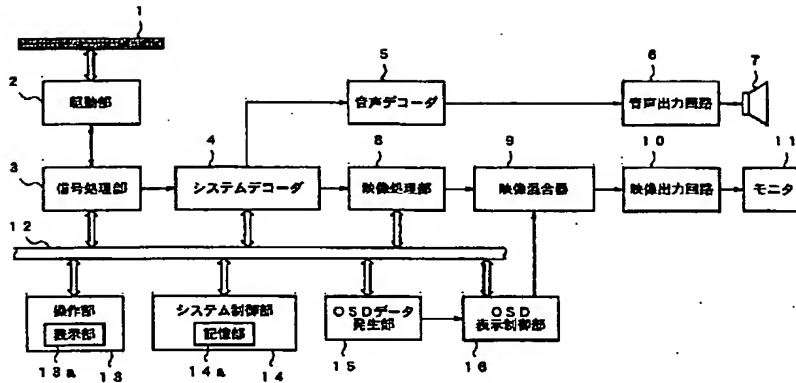 1
2
駆動部
5
音声デコーダ
6
音声出力回路
7
3
信号処理部
4
システムデコーダ
8
映像処理部
9
映像混合器
10
映像出力回路
11
モニタ
12
操作部
表示部
13a
13
システム制御部
記憶部
14a
14
OSDデータ
発生部
15
OSD
表示制御部
16